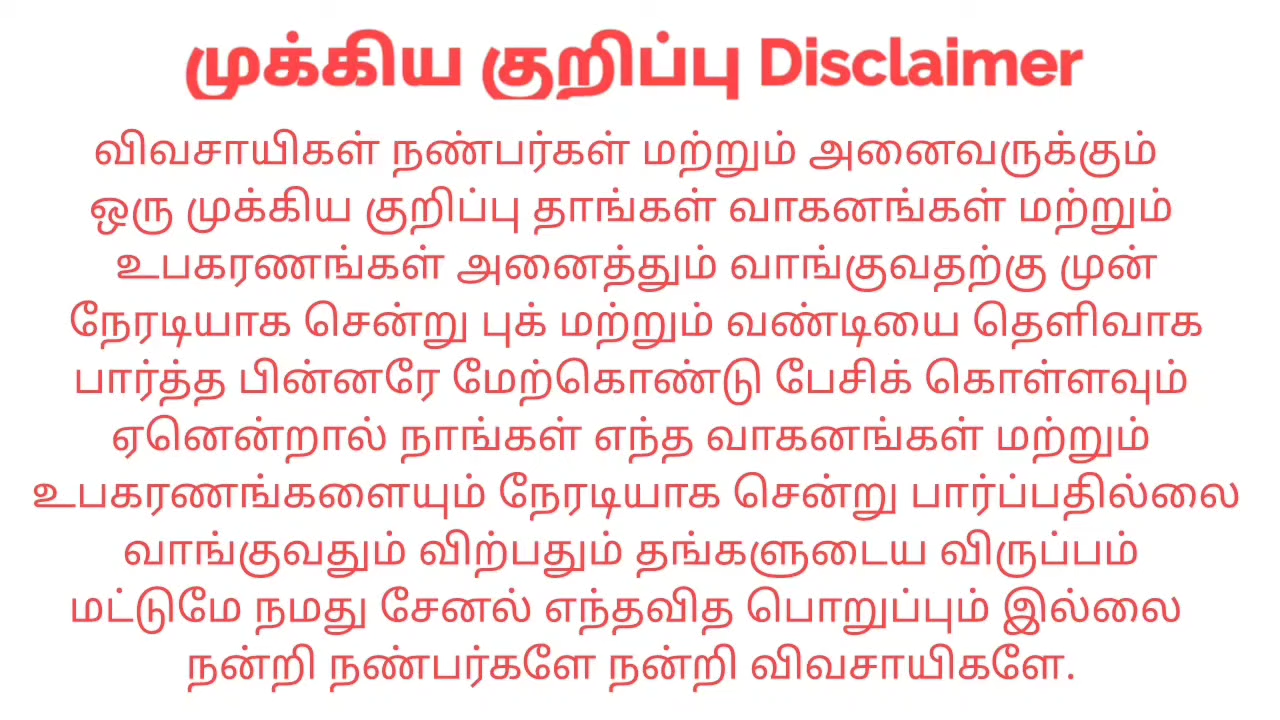 முக்கிய குறிப்பு Disclaimer
விவசாயிகள் நண்பர்கள் மற்றும் அனைவருக்கும்
ஒரு முக்கிய குறிப்பு தாங்கள் வாகனங்கள் மற்றும்
உபகரணங்கள் அனைத்தும் வாங்குவதற்கு முன்
நேரடியாக சென்று புக் மற்றும் வண்டியை தெளிவாக
பார்த்த பின்னரே மேற்கொண்டு பேசிக் கொள்ளவும்
ஏனென்றால் நாங்கள் எந்த வாகனங்கள் மற்றும்
உபகரணங்களையும் நேரடியாக சென்று பார்ப்பதில்லை
வாங்குவதும் விற்பதும் தங்களுடைய விருப்பம்
மட்டுமே நமது சேனல் எந்தவித பொறுப்பும் இல்லை
நன்றி நண்பர்களே நன்றி விவசாயிகளே.